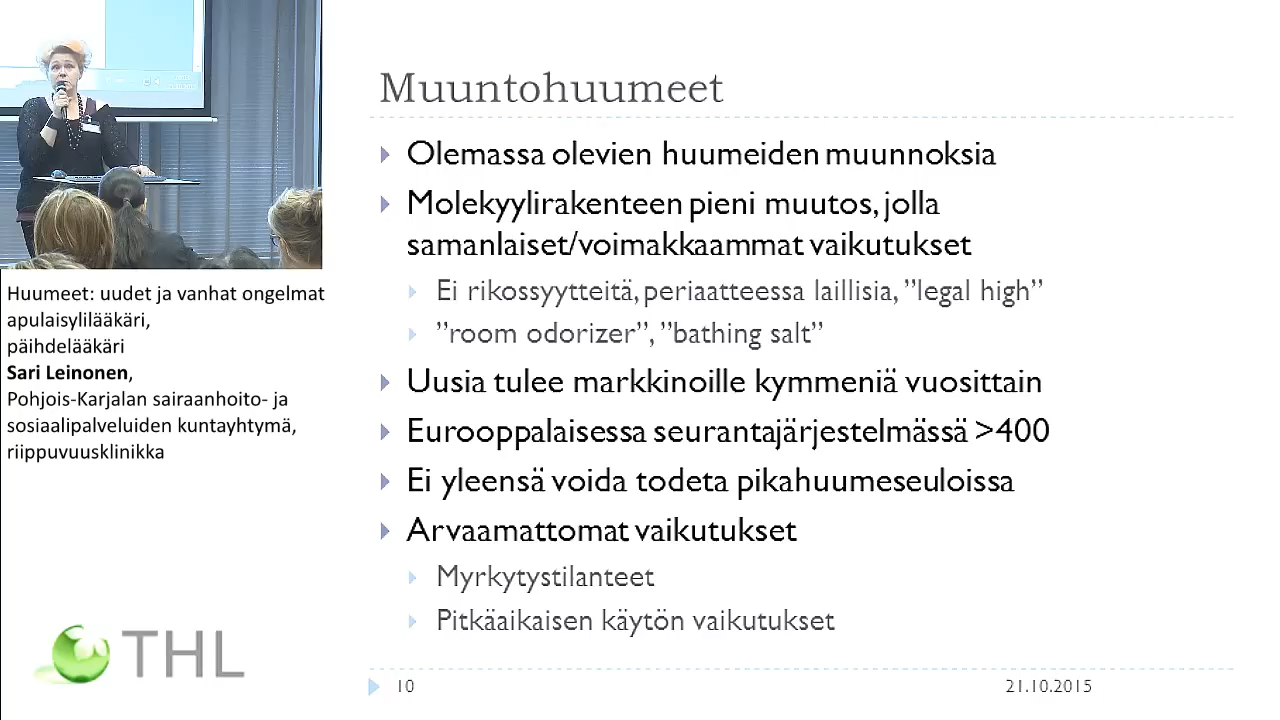 Huumeet: uudet ja vanhat ongelmat
apulaisylilääkäri,
päihdelääkäri
Sari Leinonen,
Pohjois-Karjalan sairaanhoito- ja
sosiaalipalveluiden kuntayhtymä,
riippuvuusklinikka
THL
Muuntohuumeet
Olemassa olevien huumeiden muunnoksia
Molekyylirakenteen pieni muutos, jolla
samanlaiset/voimakkaammat vaikutukset
Ei rikossyytteitä, periaatteessa laillisia, ”legal high”
”room odorizer”, ”bathing salt”
Uusia tulee markkinoille kymmeniä vuosittain
Eurooppalaisessa seurantajärjestelmässä >400
Ei yleensä voida todeta pikahuumeseuloissa
Arvaamattomat vaikutukset
Myrkytystilanteet
Pitkäaikaisen käytön vaikutukset
10
21.10.2015